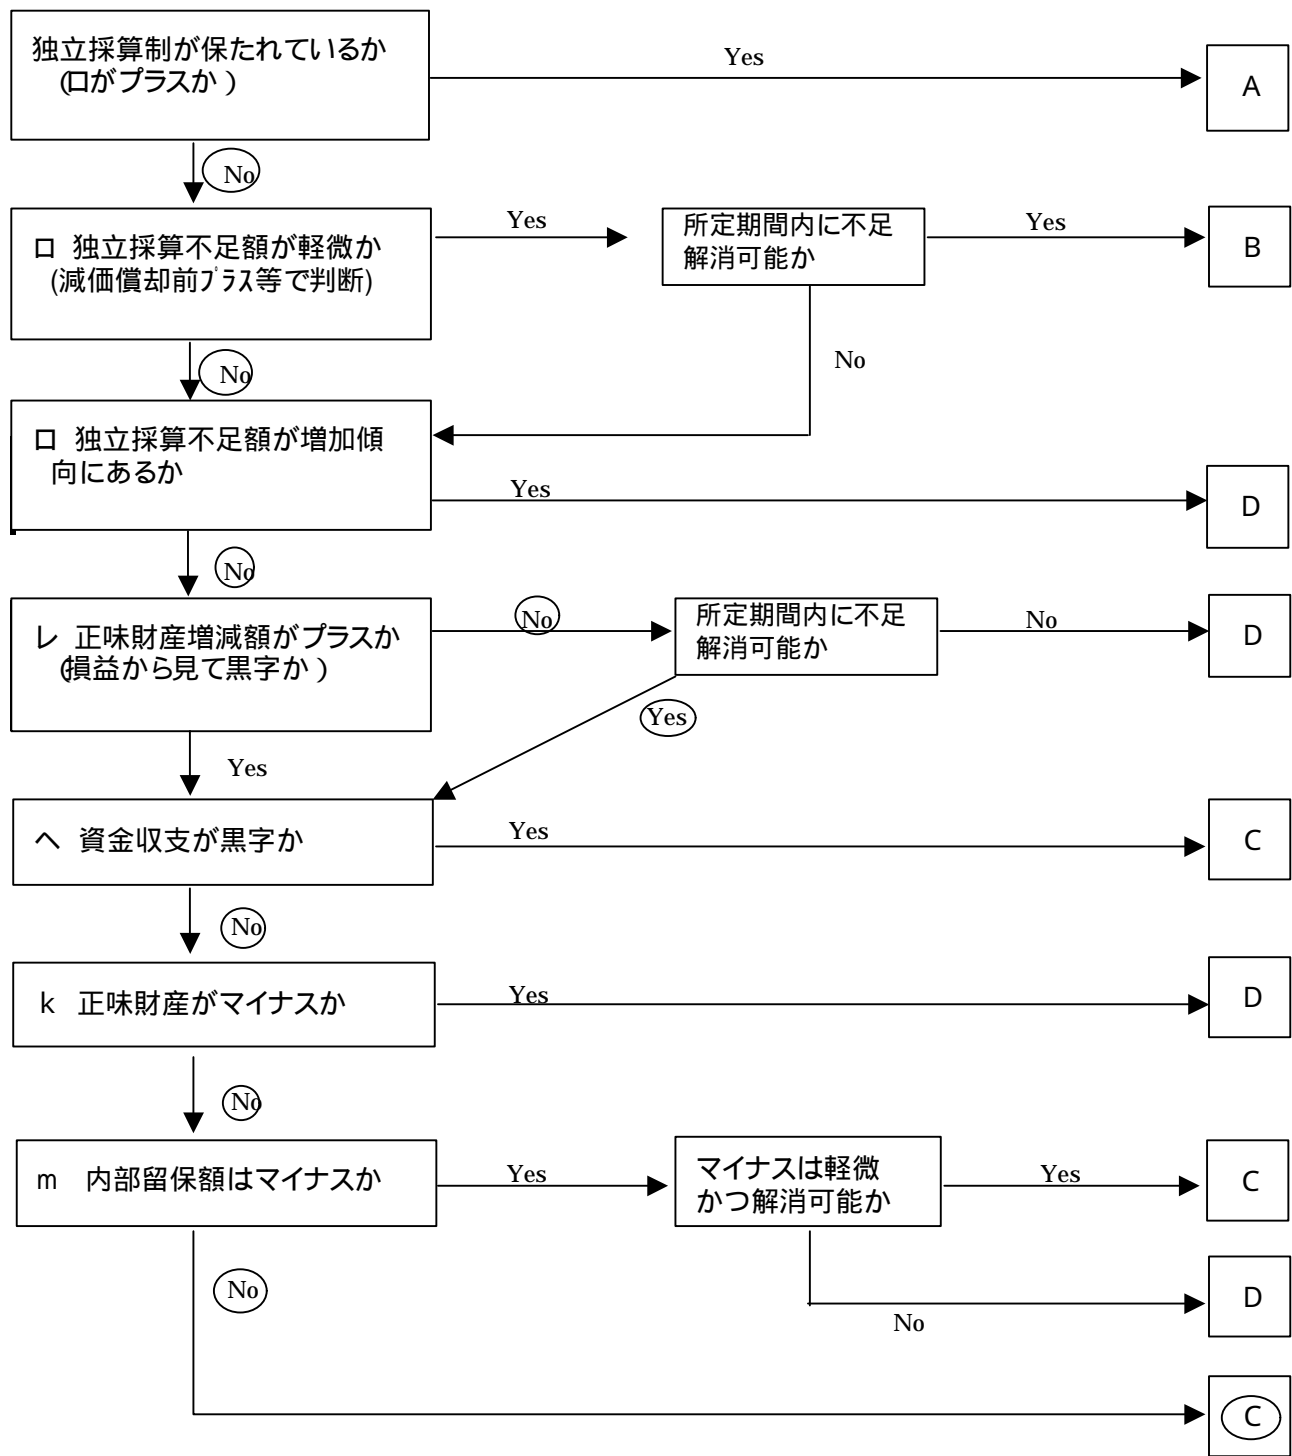 独立採算制が保たれているか
(ロがプラスか)
Yes
A
No
ロ 独立採算不足額が軽微か
(減価償却前ﾌﾟﾗｽ等で判断)
Yes
所定期間内に不足
解消可能か
Yes
B
No
No
ロ 独立採算不足額が増加傾
向にあるか
Yes
D
No
レ 正味財産増減額がプラスか
(損益から見て黒字か)
No
所定期間内に不足
解消可能か
No
D
Yes
Yes
ヘ 資金収支が黒字か
Yes
C
No
k 正味財産がマイナスか
Yes
D
No
m 内部留保額はマイナスか
Yes
マイナスは軽微
かつ解消可能か
Yes
C
No
D
No
C